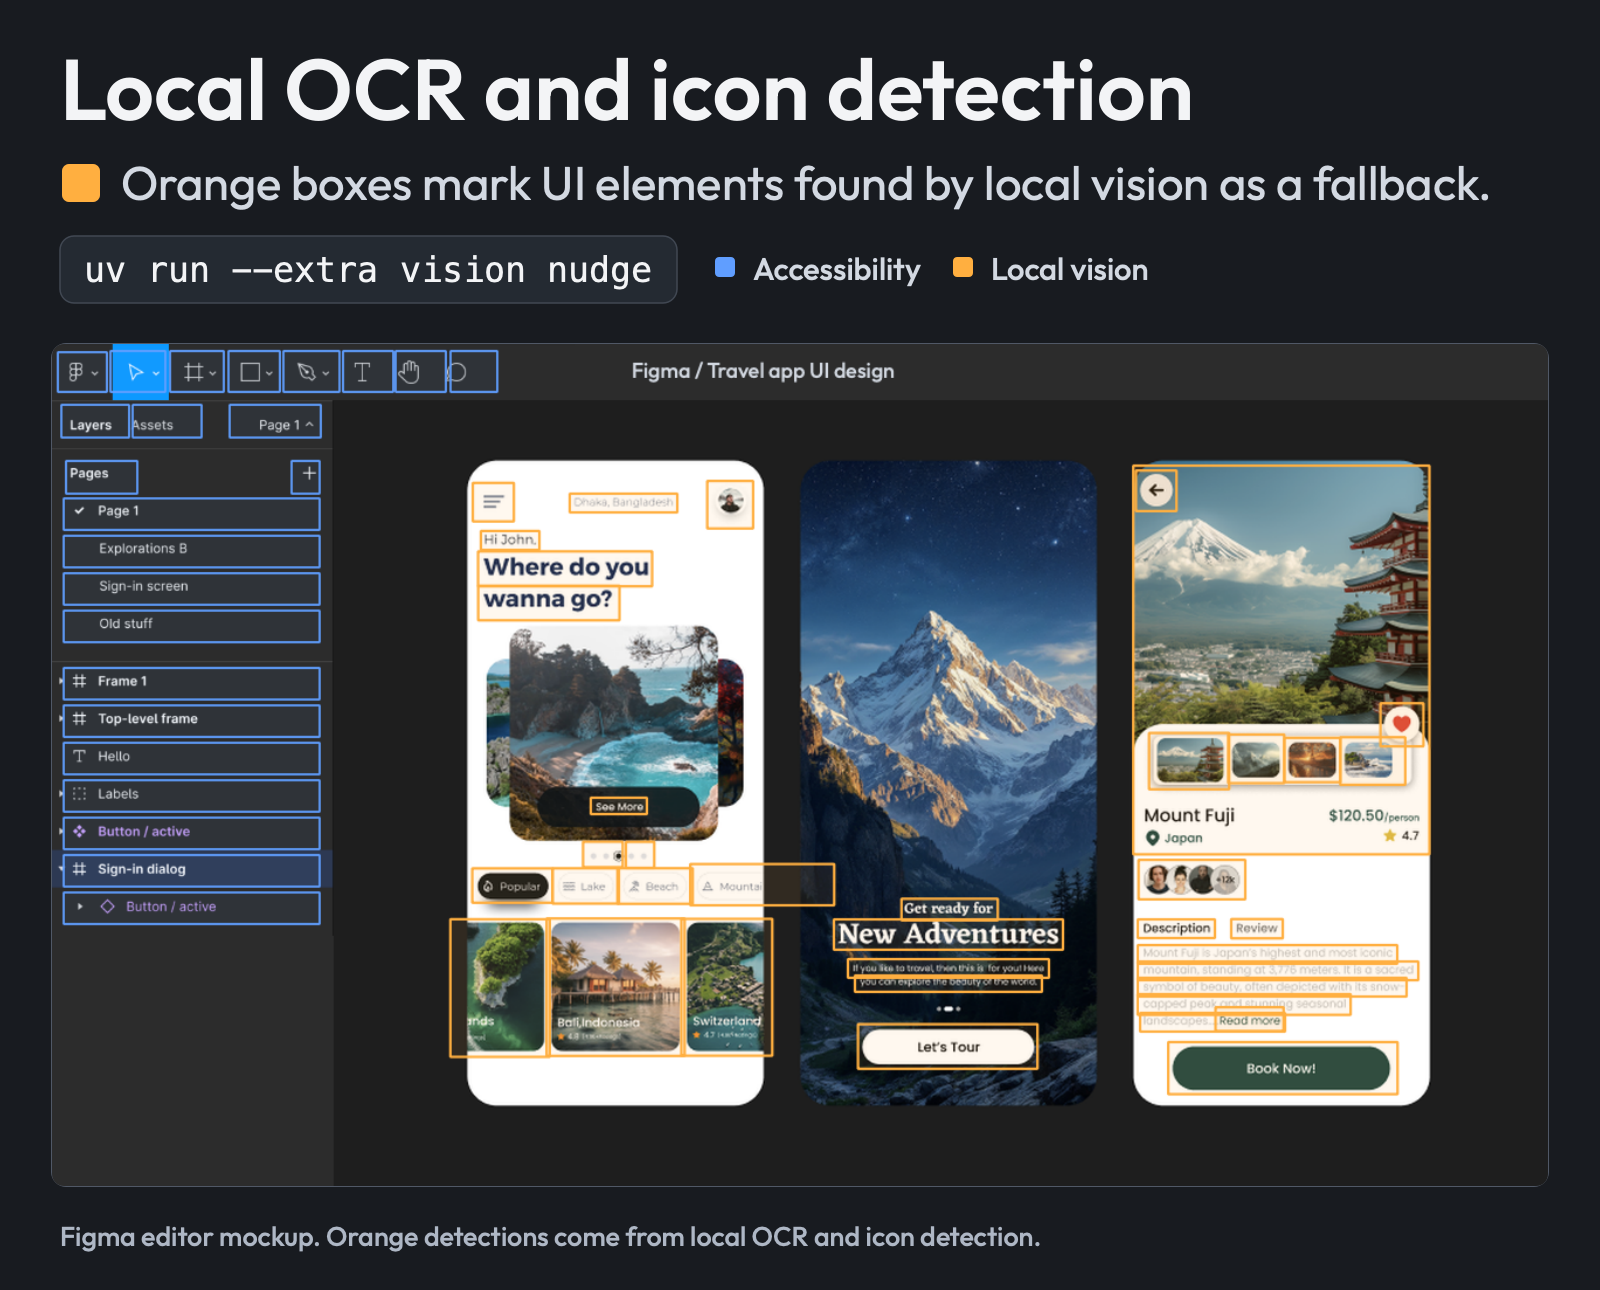 Local OCR and icon detection
Orange boxes mark UI elements found by local vision as a fallback.
uv run --extra vision nudge
Accessibility
Local vision
Figma / Travel app UI design
Layers
Assets
Page 1
Pages
Page 1
Explorations B
Sign-in screen
Old stuff
Frame 1
Top-level frame
Hello
Labels
Button / active
Sign-in dialog
Button / active
Dhaka, Bangladesh
Hi John,
Where do you
wanna go?
See More
Popular
Lake
Beach
Mountai
nds
Bali,Indonesia
4.8
Switzerland
4.7
Get ready for
New Adventures
If you like to travel, then this is for you! Here
you can explore the beauty of the world.
Let's Tour
Mount Fuji
$120.50/person
Japan
4.7
+12k
Description
Review
Mount Fuji is Japan's highest and most iconic
mountain, standing at 3,776 meters. It is a sacred
symbol of beauty, often depicted with its snow-
capped peak and stunning seasonal
landscapes. Read more
Book Now!
Figma editor mockup. Orange detections come from local OCR and icon detection.